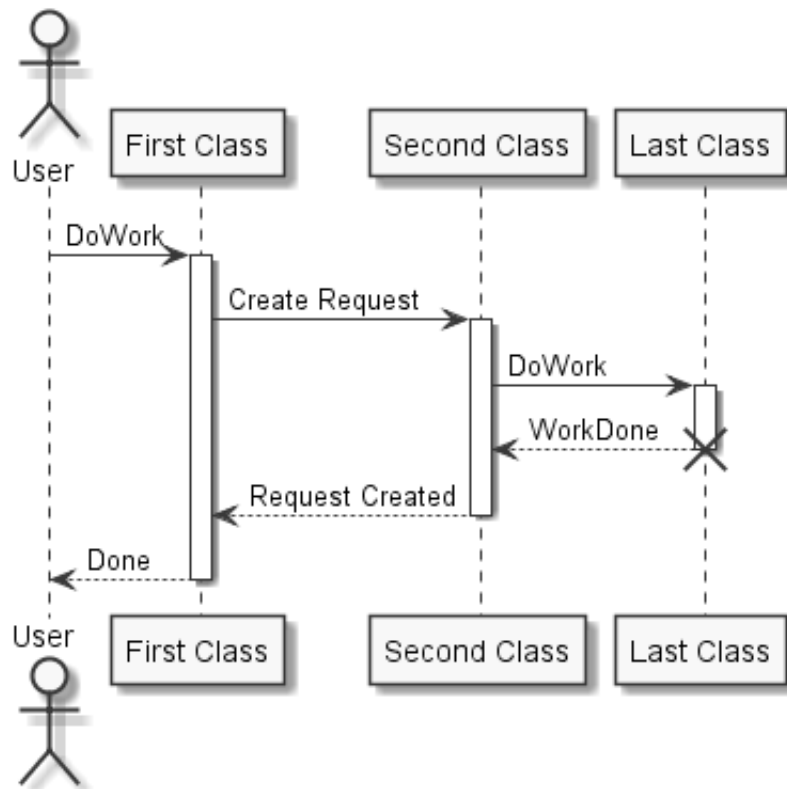 User
First Class
Second Class
Last Class
DoWork
Create Request
DoWork
WorkDone
Request Created
Done
User
First Class
Second Class
Last Class